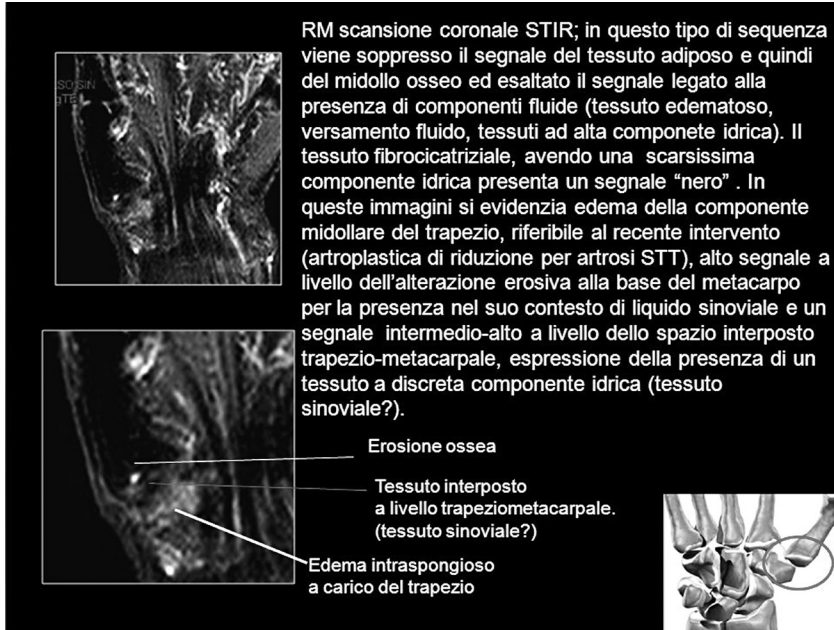 RM scansione coronale STIR; in questo tipo di sequenza
viene soppresso il segnale del tessuto adiposo e quindi
del midollo osseo ed esaltato il segnale legato alla
presenza di componenti fluide (tessuto edematoso,
versamento fluido, tessuti ad alta componete idrica). Il
tessuto fibrocicatriziale, avendo una scarsissima
componente idrica presenta un segnale “nero” . In
queste immagini si evidenzia edema della componente
midollare del trapezio, riferibile al recente intervento
(artroplastica di riduzione per artrosi STT), alto segnale a
livello dell’alterazione erosiva alla base del metacarpo
per la presenza nel suo contesto di liquido sinoviale e un
segnale intermedio-alto a livello dello spazio interposto
trapezio-metacarpale, espressione della presenza di un
tessuto a discreta componente idrica (tessuto
sinoviale?).
Erosione ossea
Tessuto interposto
a livello trapeziometacarpale.
(tessuto sinoviale?)
Edema intraspongioso
a carico del trapezio